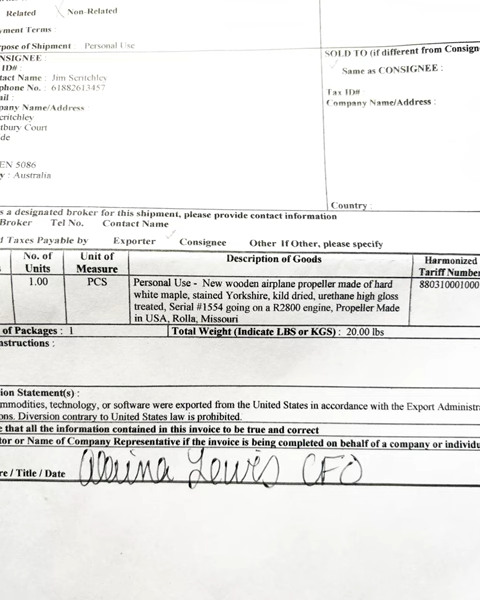 Related Non-Related
yment Terms :
rpose of Shipment : Personal Use
ONSIGNEE :
ID# :
tact Name : Jim Scritchley
phone No. : 61882613457
ail :
pany Name/Address :
critchley
tbury Court
de
EN 5086
y : Australia
SOLD TO (if different from Consign
Same as CONSIGNEE :
Tax ID# :
Company Name/Address :
Country :
s a designated broker for this shipment, please provide contact information
Broker Tel No. Contact Name
d Taxes Payable by Exporter Consignee Other If Other, please specify
s No. of Units Unit of Measure Description of Goods Harmonized Tariff Number
1.00 PCS Personal Use - New wooden airplane propeller made of hard 880310001000
white maple, stained Yorkshire, kild dried, urethane high gloss
treated, Serial #1554 going on a R2800 engine, Propeller Made
in USA, Rolla, Missouri
of Packages : 1 Total Weight (Indicate LBS or KGS) : 20.00 lbs
nstructions :
ion Statement(s) :
mmodities, technology, or software were exported from the United States in accordance with the Export Administra
ons. Diversion contrary to United States law is prohibited.
e that all the information contained in this invoice to be true and correct
tor or Name of Company Representative if the invoice is being completed on behalf of a company or individu
re / Title / Date Lewis CFO